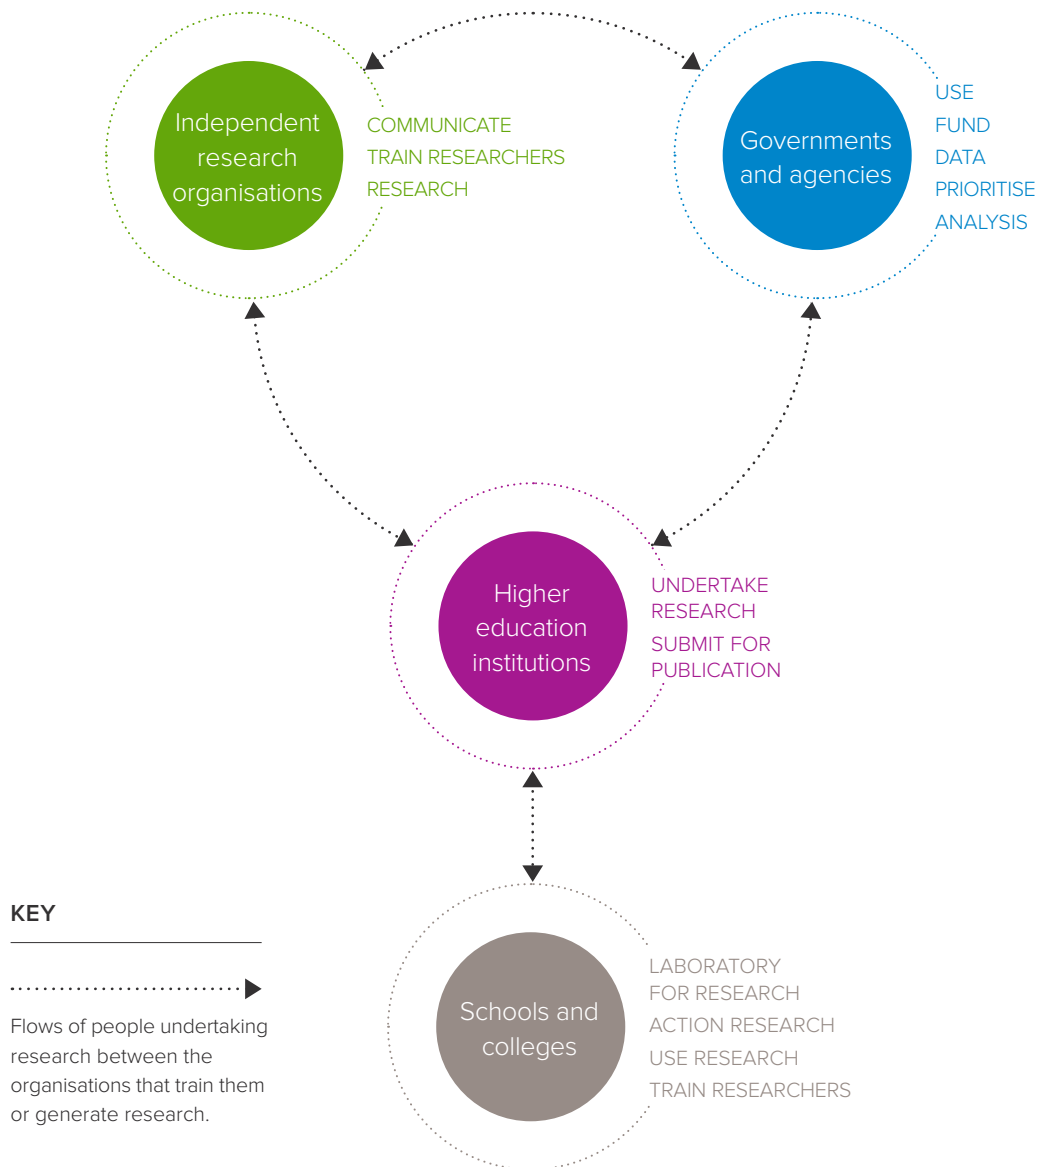 Independent
research
organisations
COMMUNICATE
TRAIN RESEARCHERS
RESEARCH
Governments
and agencies
USE
FUND
DATA
PRIORITISE
ANALYSIS
Higher
education
institutions
UNDERTAKE
RESEARCH
SUBMIT FOR
PUBLICATION
Schools and
colleges
LABORATORY
FOR RESEARCH
ACTION RESEARCH
USE RESEARCH
TRAIN RESEARCHERS
KEY
Flows of people undertaking
research between the
organisations that train them
or generate research.